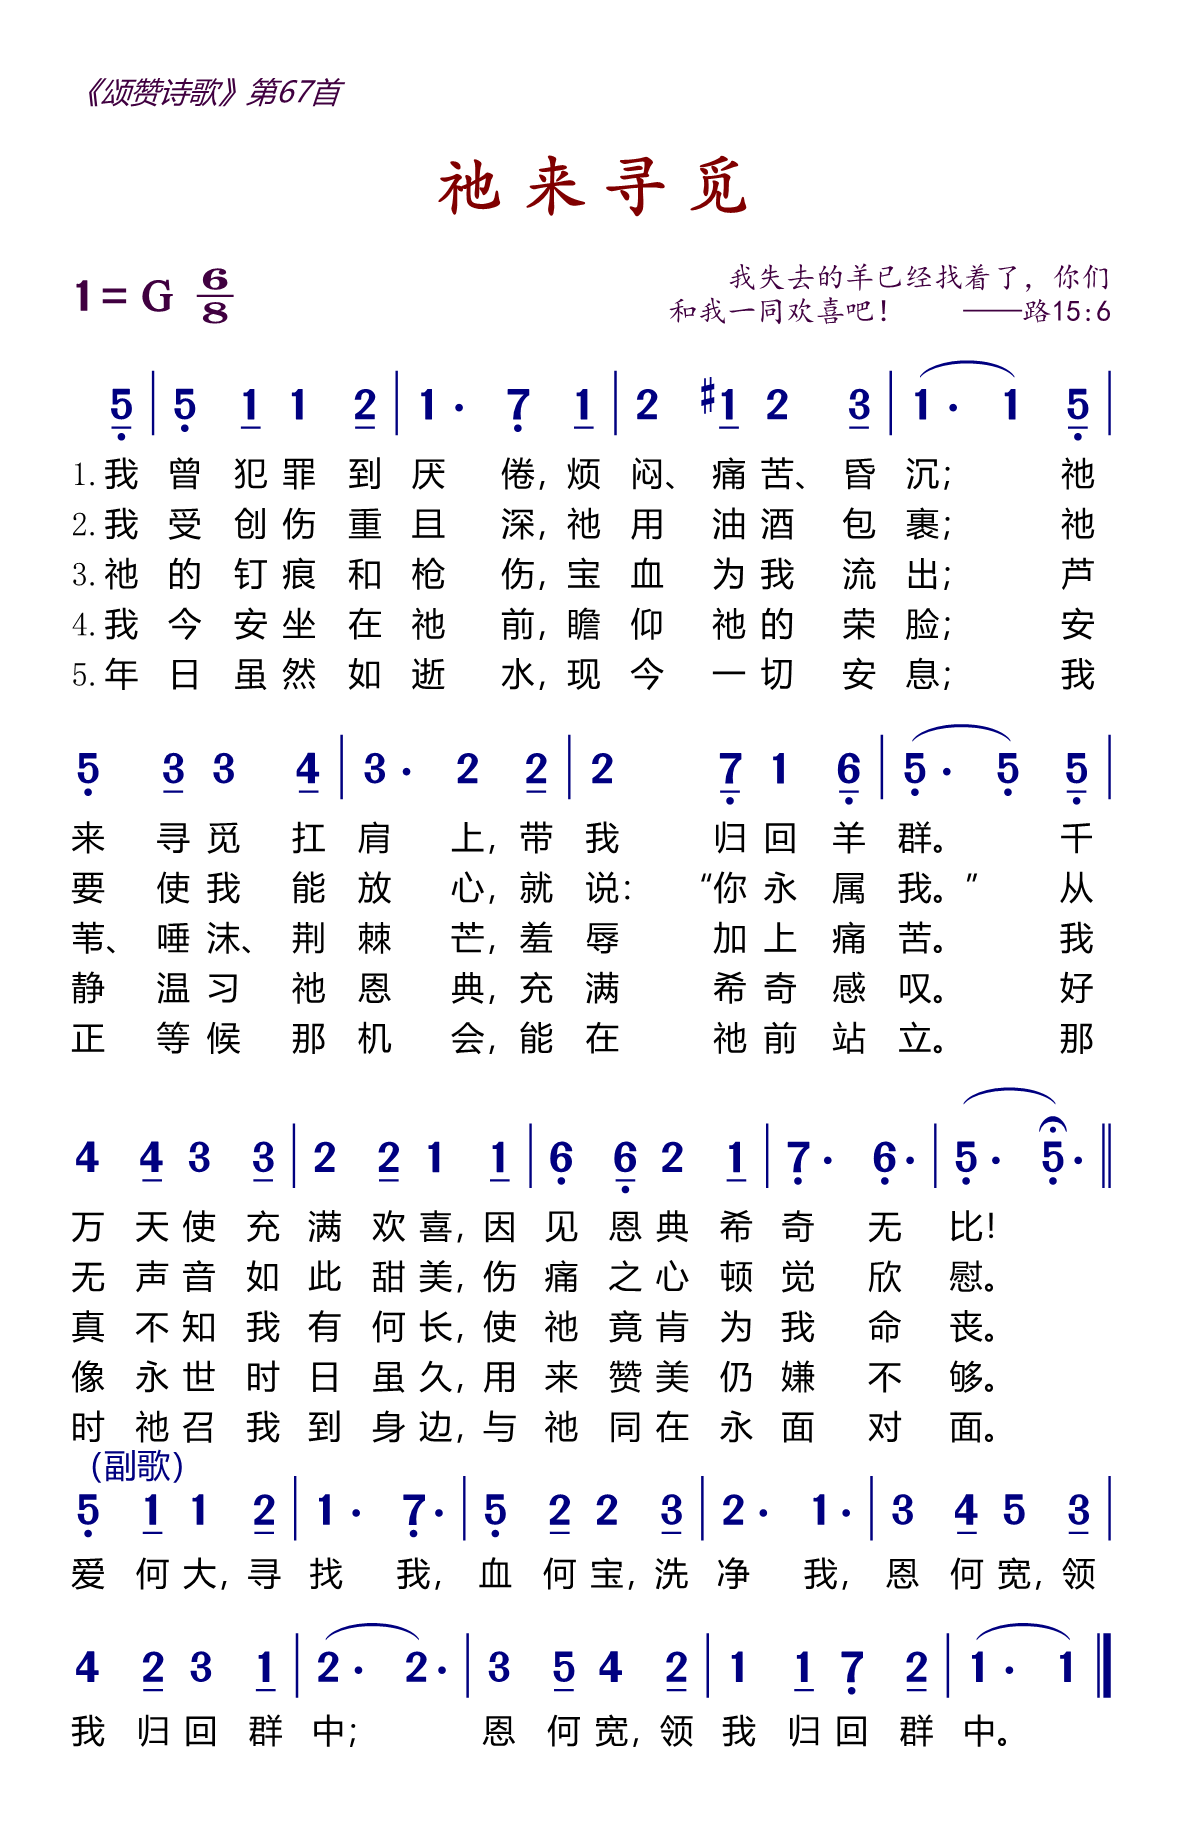 《颂赞诗歌》第67首
祂来寻觅
1=G 6/8
我失去的羊已经找着了，你们
和我一同欢喜吧！ ——路15:6
5 | 5 1 1 2 | 1· 7 1 | 2 #1 2 3 | 1· 1 5 |
1.我 曾 犯 罪 到 厌 倦，烦 闷、痛 苦、昏 沉； 祂
2.我 受 创 伤 重 且 深，祂 用 油 酒 包 裹； 祂
3.祂 的 钉 痕 和 枪 伤，宝 血 为 我 流 出； 芦
4.我 今 安 坐 在 祂 前，瞻 仰 祂 的 荣 脸； 安
5.年 日 虽 然 如 逝 水，现 今 一 切 安 息； 我
5 3 3 4 | 3· 2 2 | 2 7 1 6 | 5· 5 5 |
来 寻 觅 扛 肩 上，带 我 归 回 羊 群。 千
要 使 我 能 放 心，就 说：“你 永 属 我。” 从
苇、唾 沫、荆 棘 芒，羞 辱 加 上 痛 苦。 我
静 温 习 祂 恩 典，充 满 希 奇 感 叹。 好
正 等 候 那 机 会，能 在 祂 前 站 立。 那
4 4 3 3 | 2 2 1 1 | 6 6 2 1 | 7· 6· | 5· 5· ||
万 天 使 充 满 欢 喜，因 见 恩 典 希 奇 无 比！
无 声 音 如 此 甜 美，伤 痛 之 心 顿 觉 欣 慰。
真 不 知 我 有 何 长，使 祂 竟 肯 为 我 命 丧。
像 永 世 时 日 虽 久，用 来 赞 美 仍 嫌 不 够。
时 祂 召 我 到 身 边，与 祂 同 在 永 面 对 面。
（副歌）
5 1 1 2 | 1· 7· | 5 2 2 3 | 2· 1· | 3 4 5 3 |
爱 何 大，寻 找 我，血 何 宝，洗 净 我，恩 何 宽，领
4 2 3 1 | 2· 2· | 3 5 4 2 | 1 1 7 2 | 1· 1 ‖
我 归 回 群 中； 恩 何 宽，领 我 归 回 群 中。